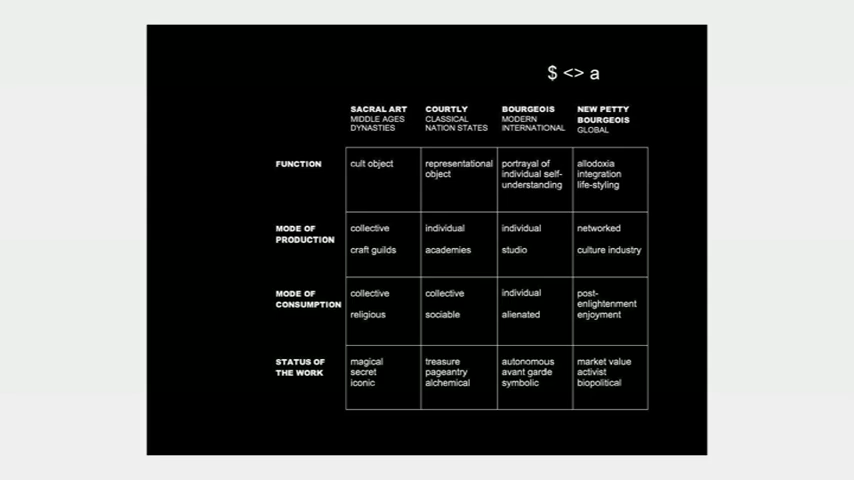 $ <> a
SACRAL ART
MIDDLE AGES
DYNASTIES
COURTLY
CLASSICAL
NATION STATES
BOURGEOIS
MODERN
INTERNATIONAL
NEW PETTY
BOURGEOIS
GLOBAL
FUNCTION
cult object
representational
object
portrayal of
individual self-
understanding
allodoxia
integration
life-styling
MODE OF
PRODUCTION
collective
craft guilds
individual
academies
individual
studio
networked
culture industry
MODE OF
CONSUMPTION
collective
religious
collective
sociable
individual
alienated
post-
enlightenment
enjoyment
STATUS OF
THE WORK
magical
secret
iconic
treasure
pageantry
alchemical
autonomous
avant garde
symbolic
market value
activist
biopolitical